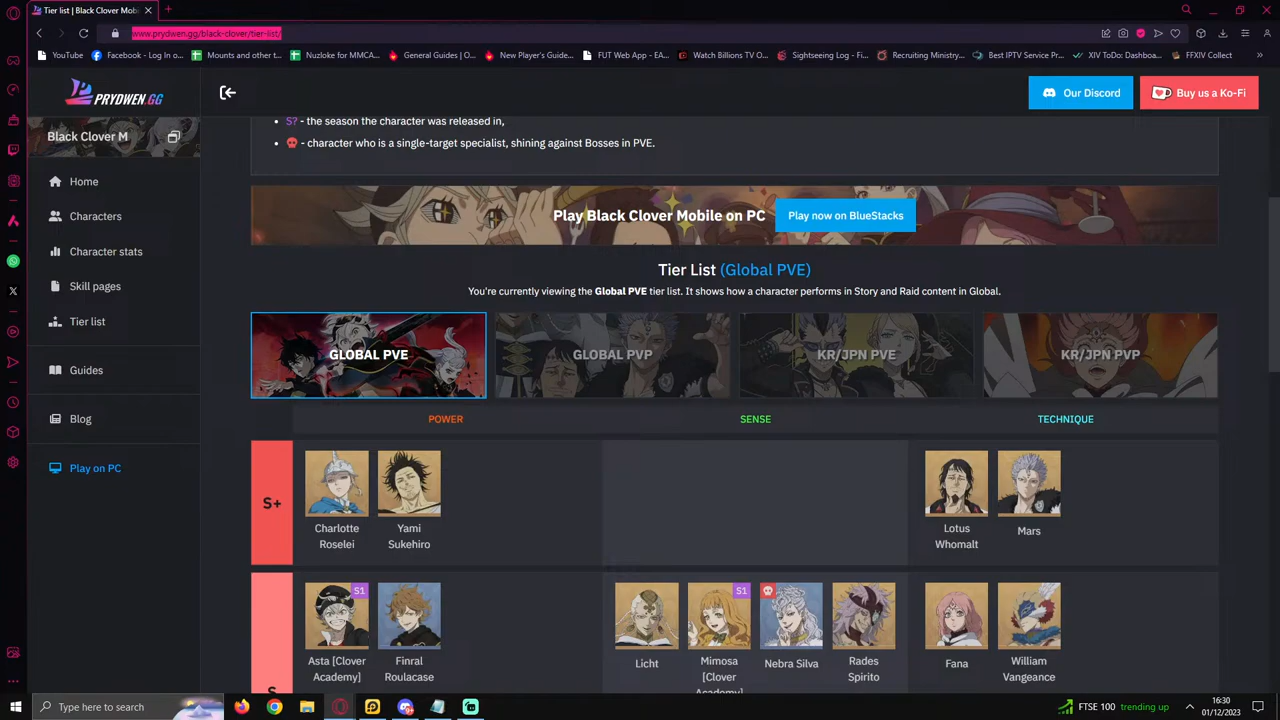 Tier list | Black Clover Mobi
www.prydwen.gg/black-clover/tier-list/
YouTube
Facebook - Log In o...
Mounts and other t...
Nuzloke for MMCA...
General Guides | O...
New Player's Guide...
FUT Web App - EA...
Watch Billions OTT...
Sightseeing Log - Fi...
Recruiting Ministry...
Best IPTV Service Pr...
XIV ToDo: Dashboa...
FFXIV Collect
PRYDWEN.GG
Our Discord
Buy us a Ko-Fi
Black Clover M
Home
Characters
Character stats
Skill pages
Tier list
Guides
Blog
Play on PC
S? - the season the character was released in,
- character who is a single-target specialist, shining against Bosses in PVE.
Play Black Clover Mobile on PC
Play now on BlueStacks
Tier List (Global PVE)
You're currently viewing the Global PVE tier list. It shows how a character performs in Story and Raid content in Global.
GLOBAL PVE
GLOBAL PVP
KR/JPN PVE
KR/JPN PVP
POWER
SENSE
TECHNIQUE
S+
Charlotte
Roselei
Yami
Sukehiro
Lotus
Whomalt
Mars
S
S1
Asta [Clover
Academy]
Finral
Roulacase
Licht
S1
Mimosa
[Clover
Academy]
Nebra Silva
Rades
Spirito
Fana
William
Vangeance
Type here to search
FTSE 100 trending up
16:30
01/12/2023